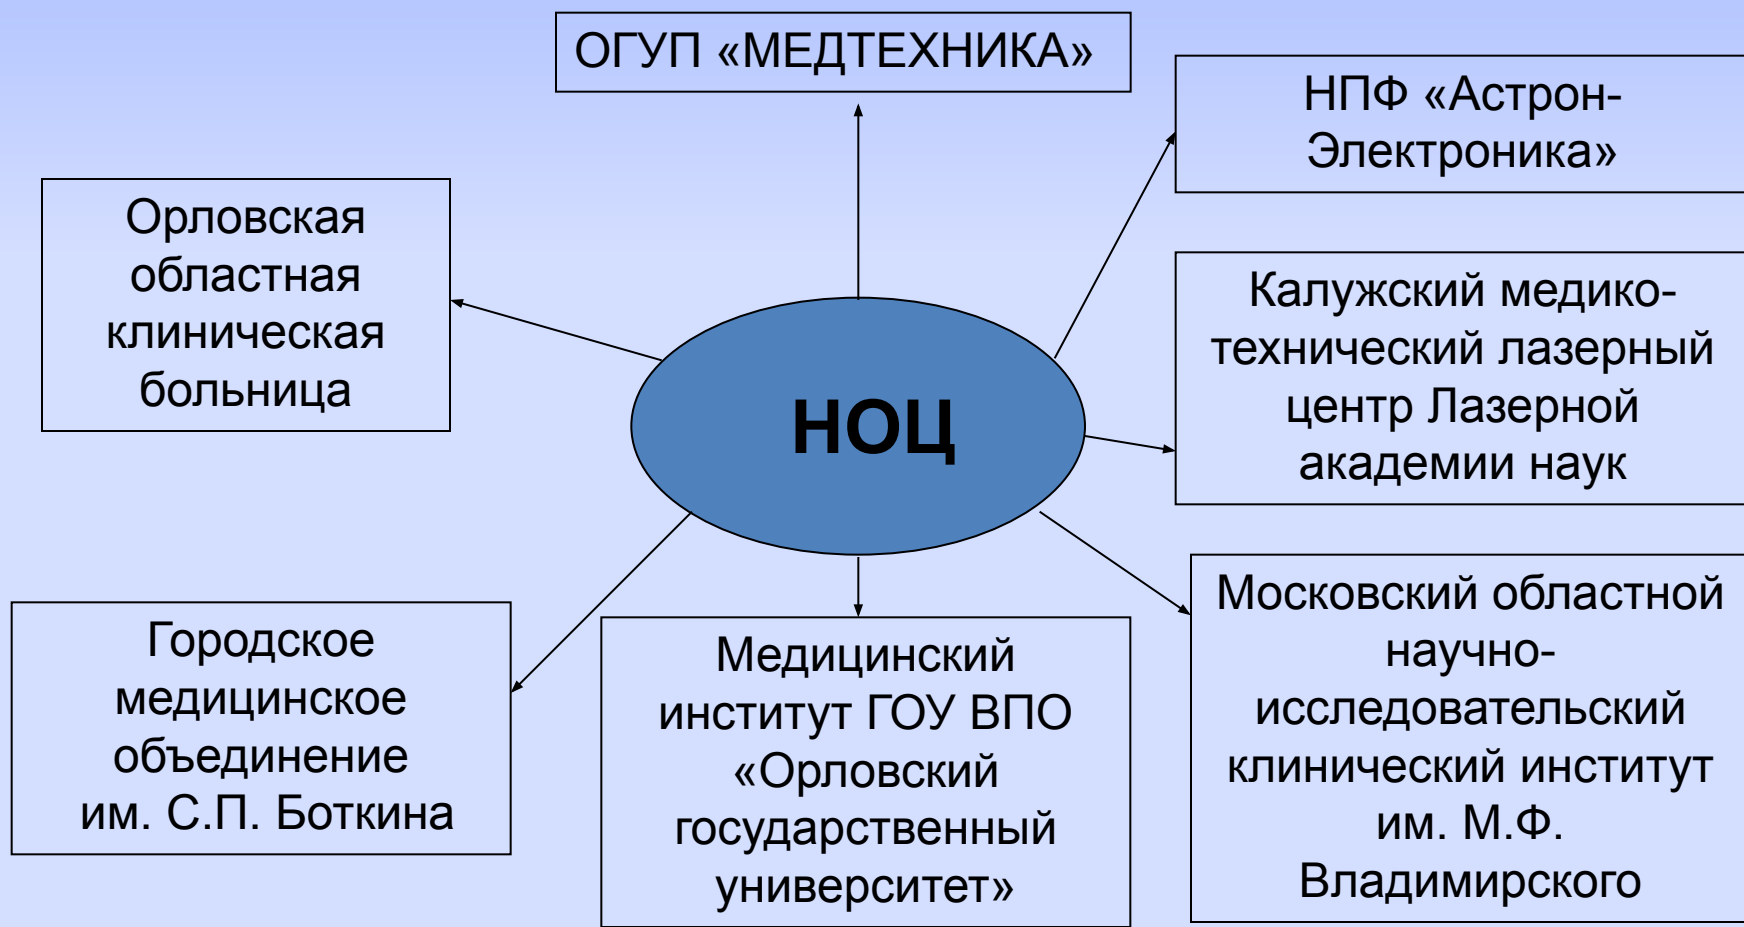 ОГУП «МЕДТЕХНИКА»
НПФ «Астрон-
Электроника»
Орловская
областная
клиническая
больница
Калужский медико-
технический лазерный
центр Лазерной
академии наук
НОЦ
Городское
медицинское
объединение
им. С.П. Боткина
Медицинский
институт ГОУ ВПО
«Орловский
государственный
университет»
Московский областной
научно-
исследовательский
клинический институт
им. М.Ф.
Владимирского